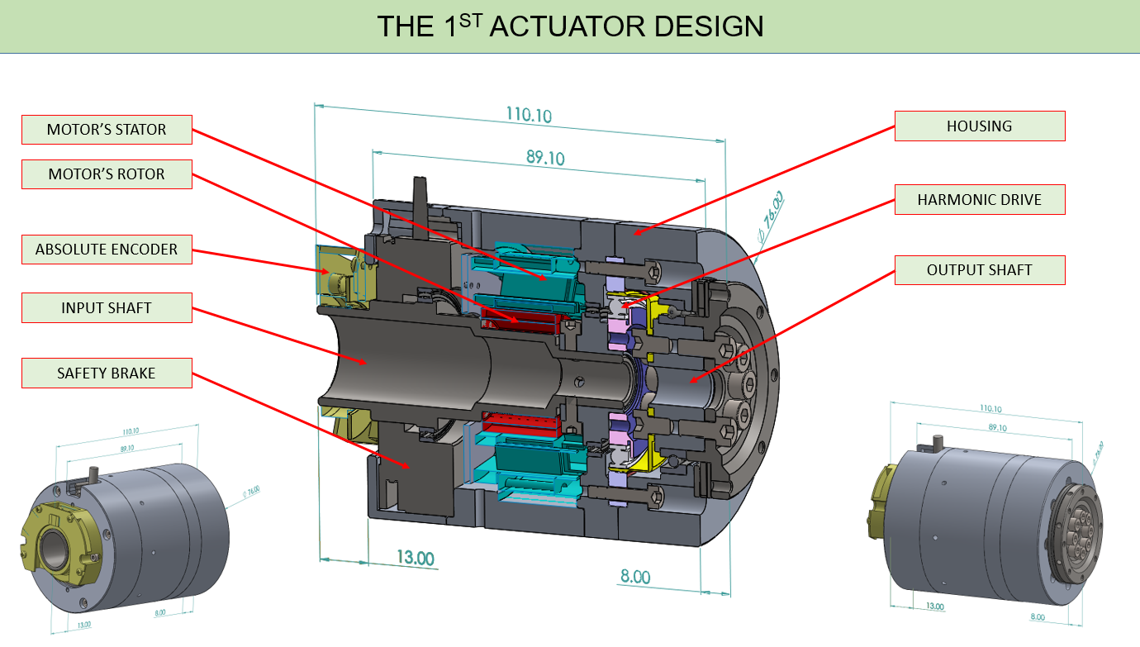 THE 1ST ACTUATOR DESIGN
MOTOR'S STATOR
MOTOR'S ROTOR
ABSOLUTE ENCODER
INPUT SHAFT
SAFETY BRAKE
HOUSING
HARMONIC DRIVE
OUTPUT SHAFT
110.10
89.10
∅ 76.00
13.00
8.00
110.10
89.10
∅ 76.00
8.00
13.00
110.10
89.10
∅ 76.00
13.00
8.00